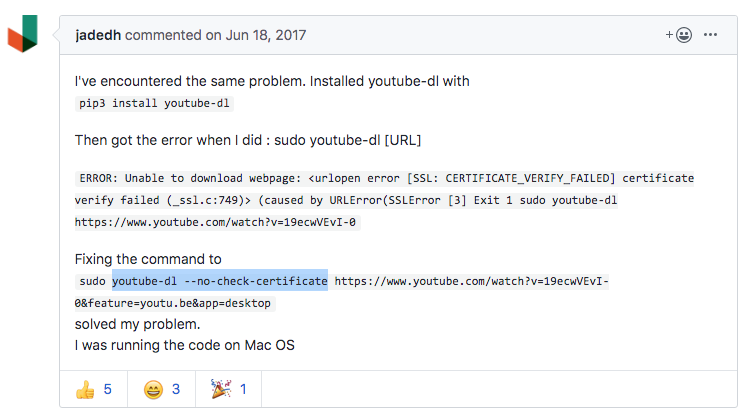 jadedh commented on Jun 18, 2017
I've encountered the same problem. Installed youtube-dl with
pip3 install youtube-dl
Then got the error when I did : sudo youtube-dl [URL]
ERROR: Unable to download webpage: <urlopen error [SSL: CERTIFICATE_VERIFY_FAILED] certificate
verify failed (_ssl.c:749)> (caused by URLError(SSLError [3] Exit 1 sudo youtube-dl
https://www.youtube.com/watch?v=19ecwVEvI-0
Fixing the command to
sudo youtube-dl --no-check-certificate https://www.youtube.com/watch?v=19ecwVEvI-
0&feature=youtu.be&app=desktop
solved my problem.
I was running the code on Mac OS
5 3 1